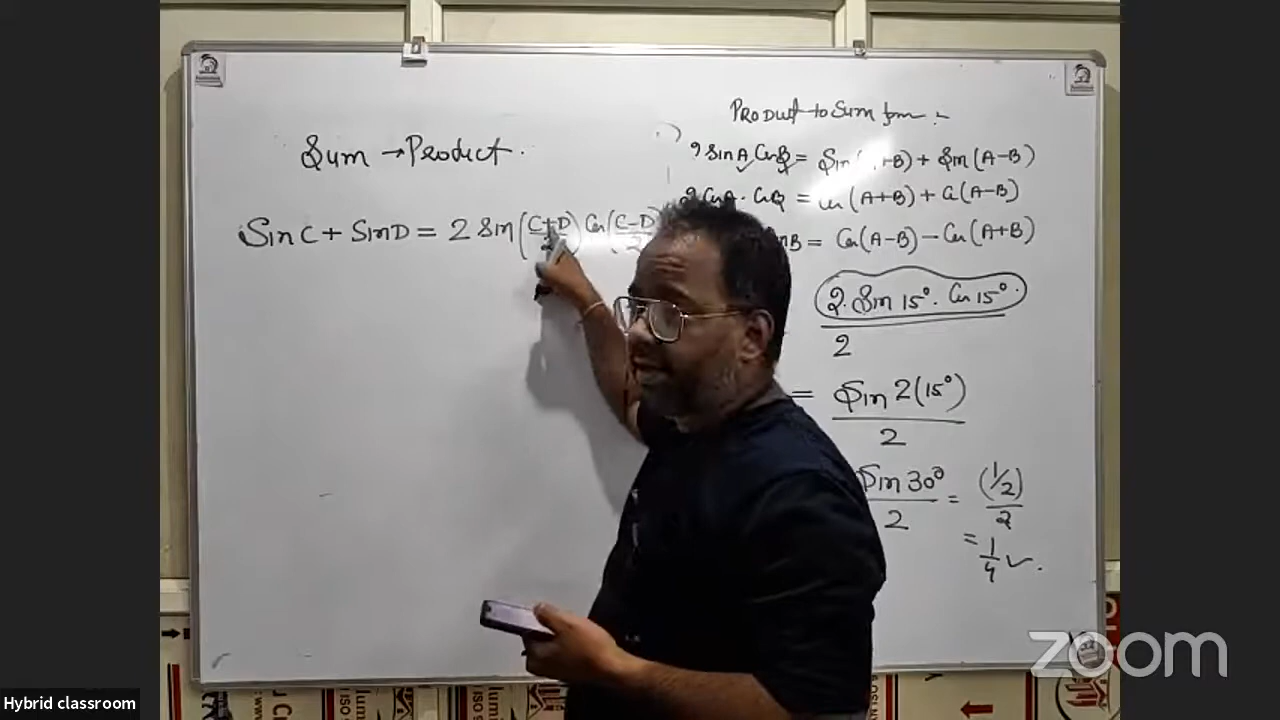 Sum → Product.
Sin C + Sin D = 2 Sin (C+D/2) Cos (C-D/2)
Product to Sum form :-
2 Sin A Cos B = Sin( +B) + Sin(A-B)
2 Cos A . Cos B = Cos(A+B) + Cos(A-B)
in B = Cos(A-B) - Cos(A+B)
2. Sin 15°. Cos 15°.
2
= Sin 2(15°)
2
Sin 30° = (1/2)
2 2
= 1/4 ✓.
zoom
Hybrid classroom